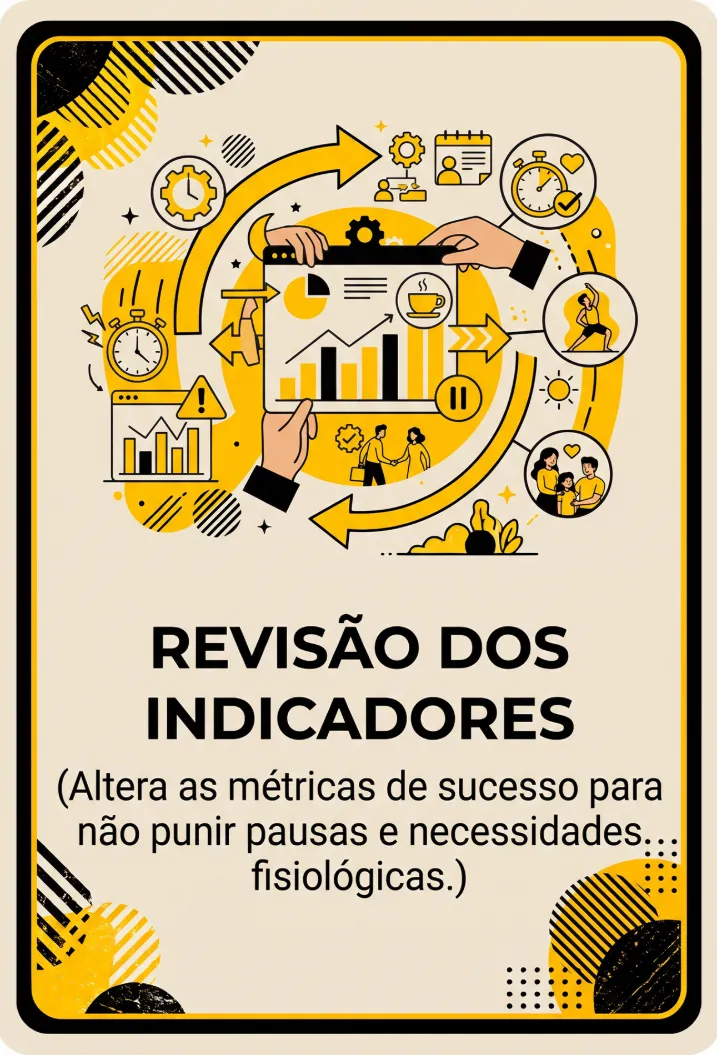 REVISÃO DOS
INDICADORES
(Altera as métricas de sucesso para
não punir pausas e necessidades
fisiológicas.)